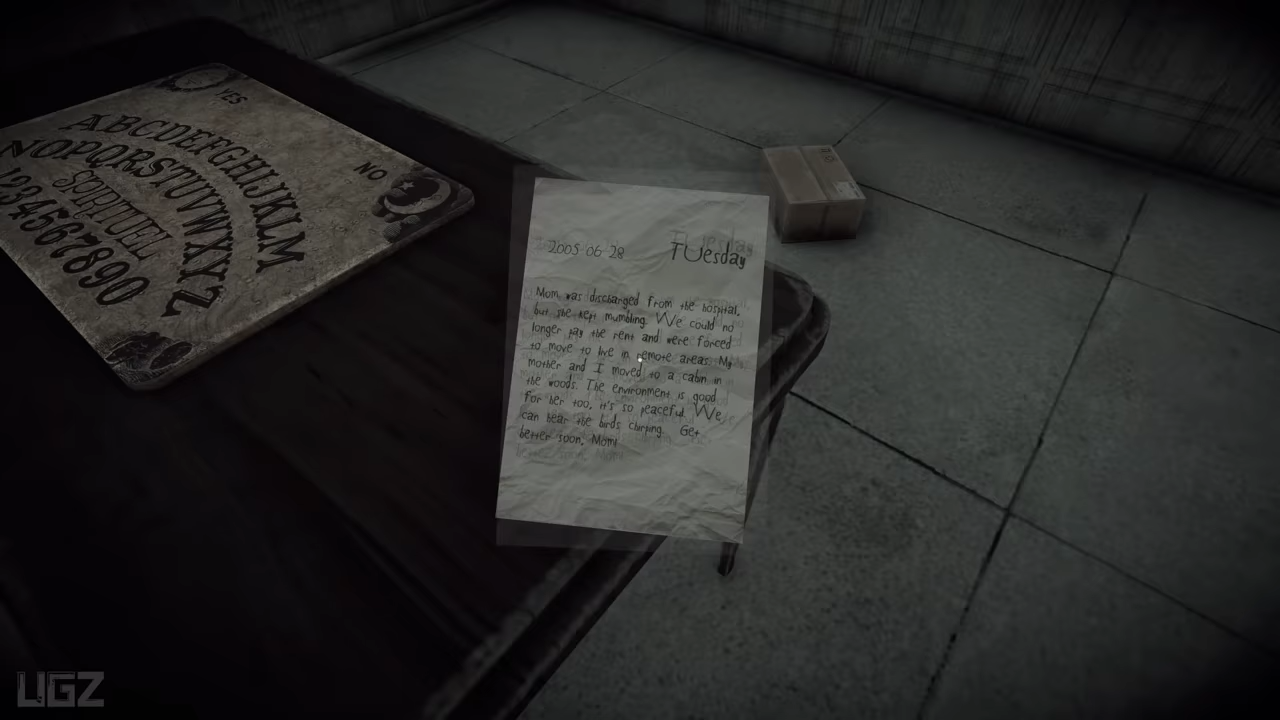 YES
NO
ABCDEFGHIJKLM
NOPQRSTUVWXYZ
SPIRITUEL
1234567890
2005 06 28
TUesday
Mom was discharged from the hospital,
but she kept mumbling. We could no
longer pay the rent and were forced
to move to live in remote areas. My
mother and I moved to a cabin in
the woods. The environment is good
for her too, it's so peaceful. We
can hear the birds chirping. Get
better soon, Mom!
UGZ